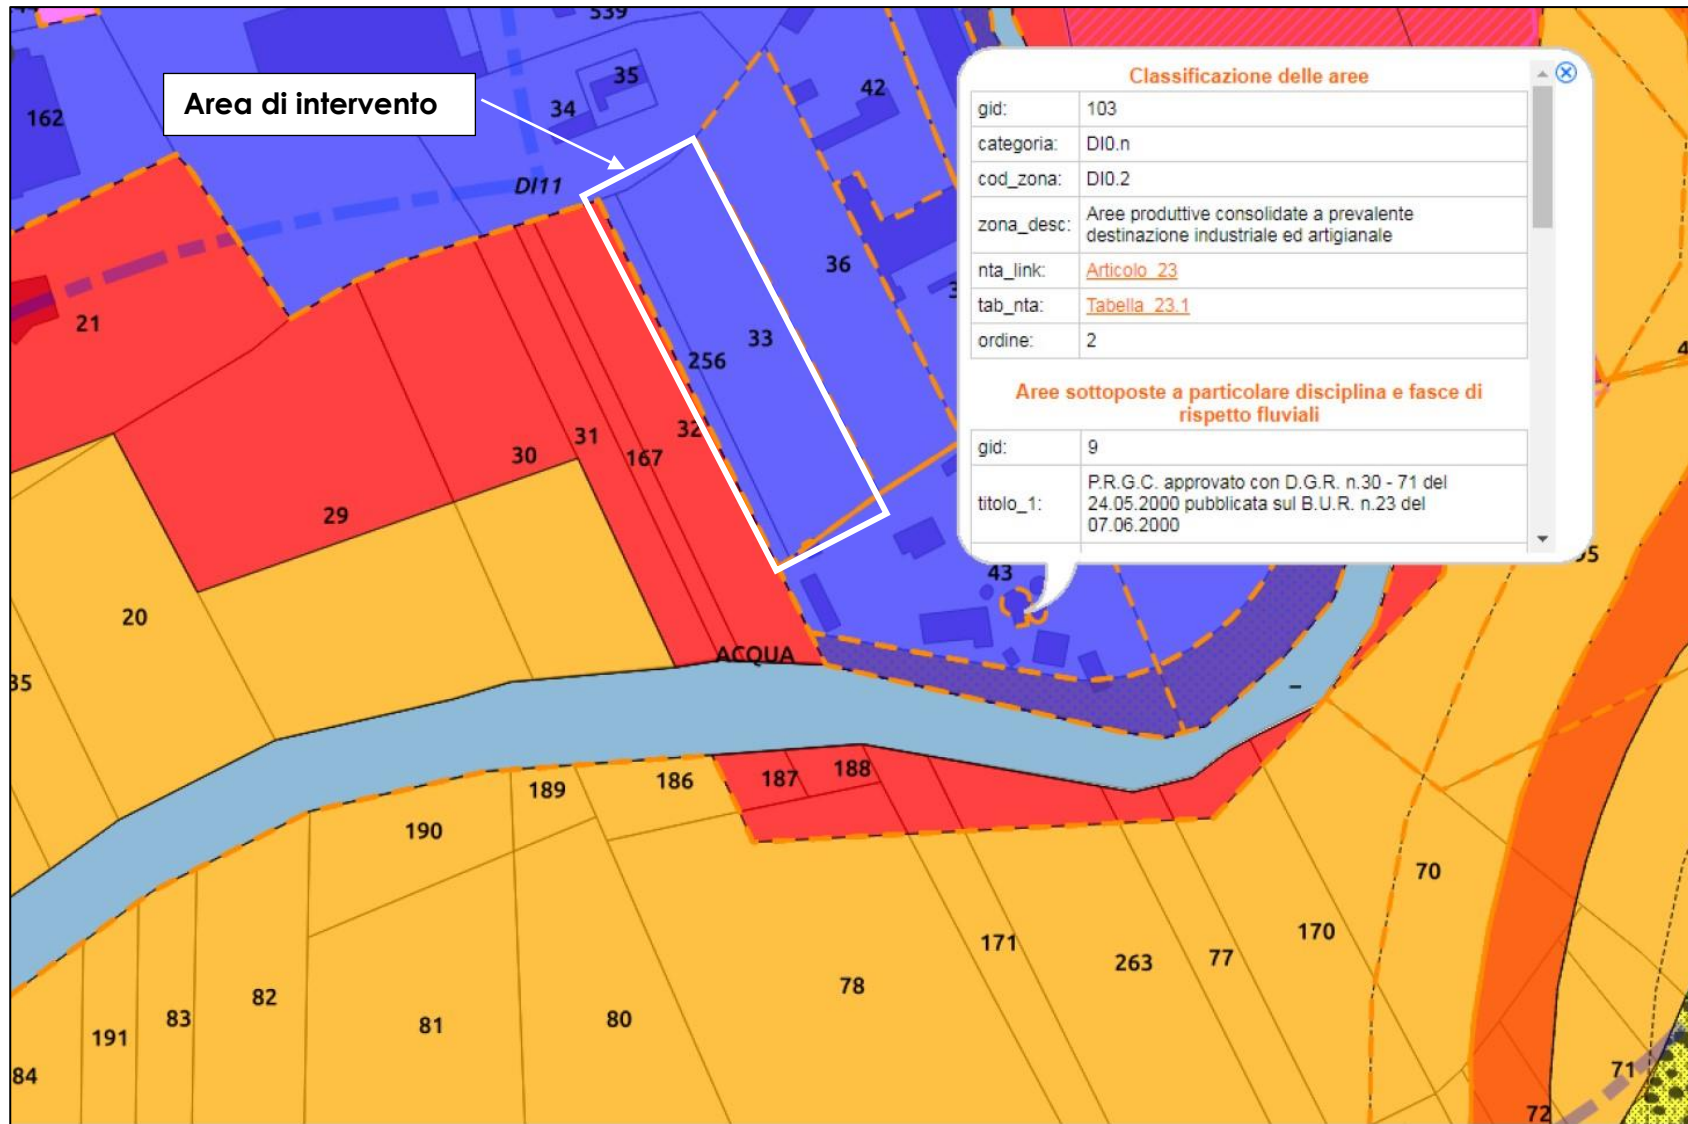 539
35
42
162
Area di intervento
34
DI11
36
21
33
256
32
31
167
30
29
20
35
43
ACQUA
187
188
186
189
190
70
170
77
171
263
78
82
83
191
81
80
84
71
72
Classificazione delle aree
gid: 103
categoria: DI0.n
cod_zona: DI0.2
zona_desc: Aree produttive consolidate a prevalente
destinazione industriale ed artigianale
nta_link: Articolo_23
tab_nta: Tabella_23.1
ordine: 2
Aree sottoposte a particolare disciplina e fasce di
rispetto fluviali
gid: 9
titolo_1: P.R.G.C. approvato con D.G.R. n.30 - 71 del
24.05.2000 pubblicata sul B.U.R. n.23 del
07.06.2000